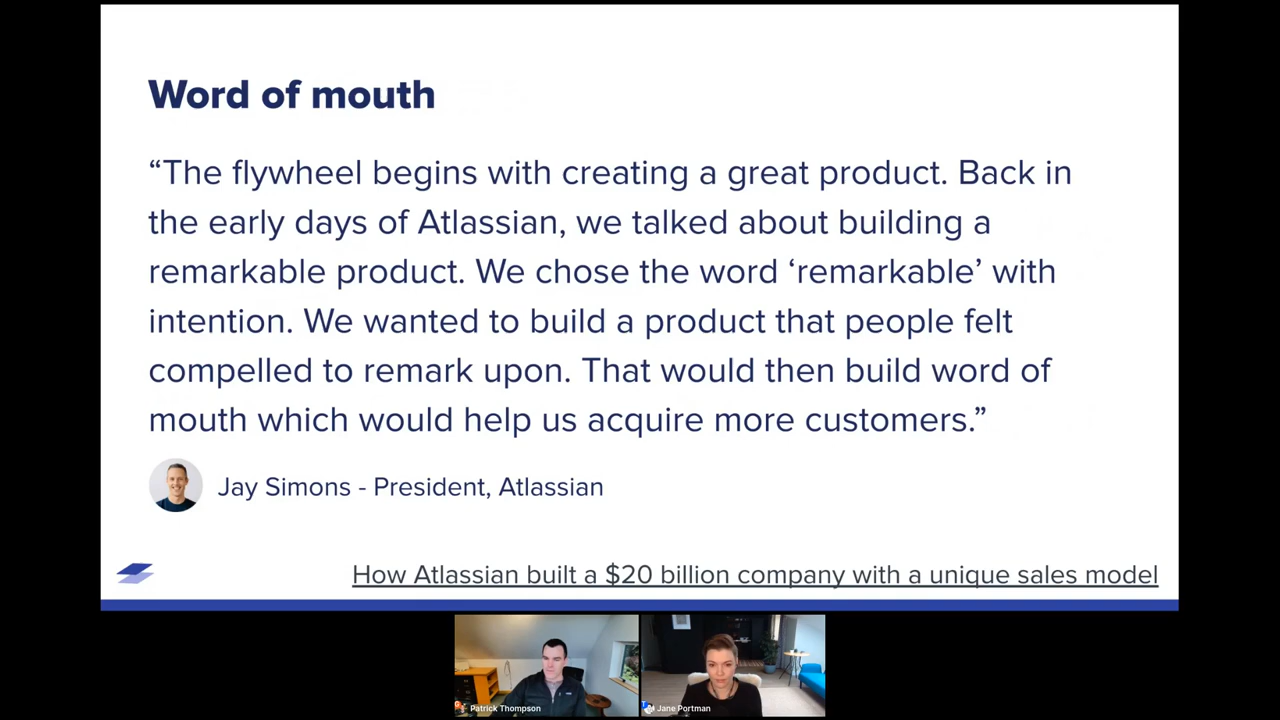 Word of mouth
“The flywheel begins with creating a great product. Back in
the early days of Atlassian, we talked about building a
remarkable product. We chose the word ‘remarkable’ with
intention. We wanted to build a product that people felt
compelled to remark upon. That would then build word of
mouth which would help us acquire more customers.”
Jay Simons - President, Atlassian
How Atlassian built a $20 billion company with a unique sales model
Patrick Thompson
Jane Portman